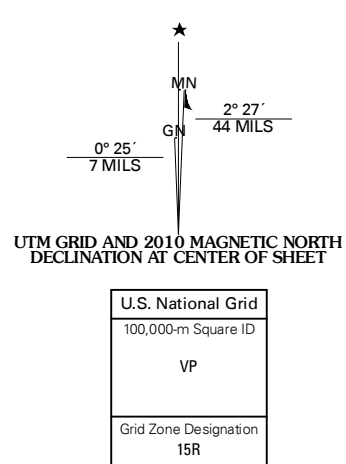 ★
MN
GN
2° 27´
44 MILS
0° 25´
7 MILS
UTM GRID AND 2010 MAGNETIC NORTH
DECLINATION AT CENTER OF SHEET
U.S. National Grid
100,000-m Square ID
VP
Grid Zone Designation
15R